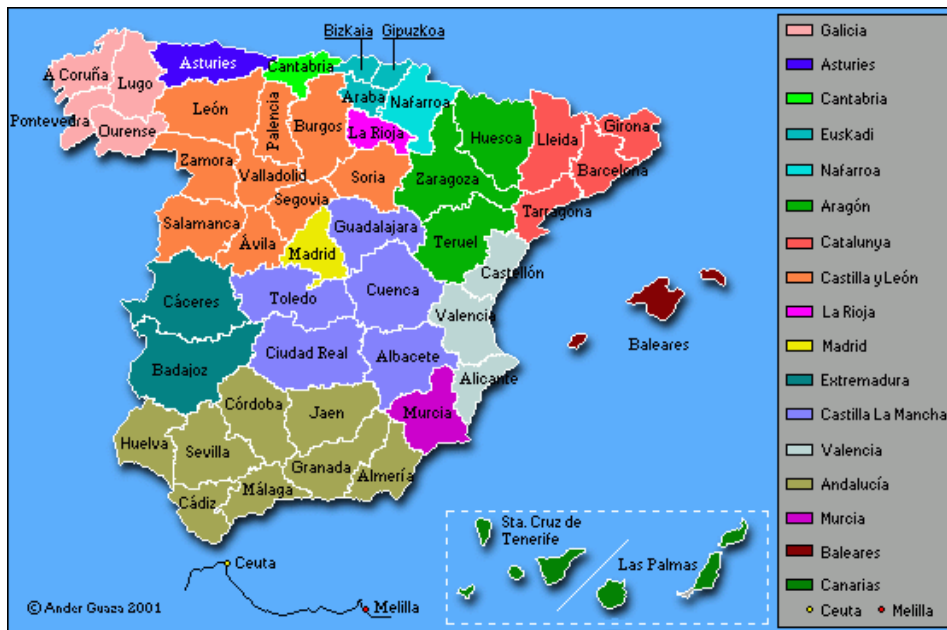 Bizkaia
Gipuzkoa
Asturies
Cantabria
A Coruña
Lugo
Araba
Nafarroa
León
Palencia
Burgos
Pontevedra
Ourense
La Rioja
Huesca
Lleida
Girona
Zamora
Valladolid
Soria
Zaragoza
Barcelona
Segovia
Salamanca
Ávila
Madrid
Guadalajara
Teruel
Tarragona
Castellón
Cáceres
Toledo
Cuenca
Valencia
Baleares
Badajoz
Ciudad Real
Albacete
Alicante
Córdoba
Jaen
Murcia
Huelva
Sevilla
Granada
Almería
Cádiz
Málaga
Sta. Cruz de
Tenerife
Las Palmas
Ceuta
Melilla
© Ander Guaza 2001
Galicia
Asturies
Cantabria
Euskadi
Nafarroa
Aragón
Catalunya
Castilla y León
La Rioja
Madrid
Extremadura
Castilla La Mancha
Valencia
Andalucía
Murcia
Baleares
Canarias
Ceuta Melilla